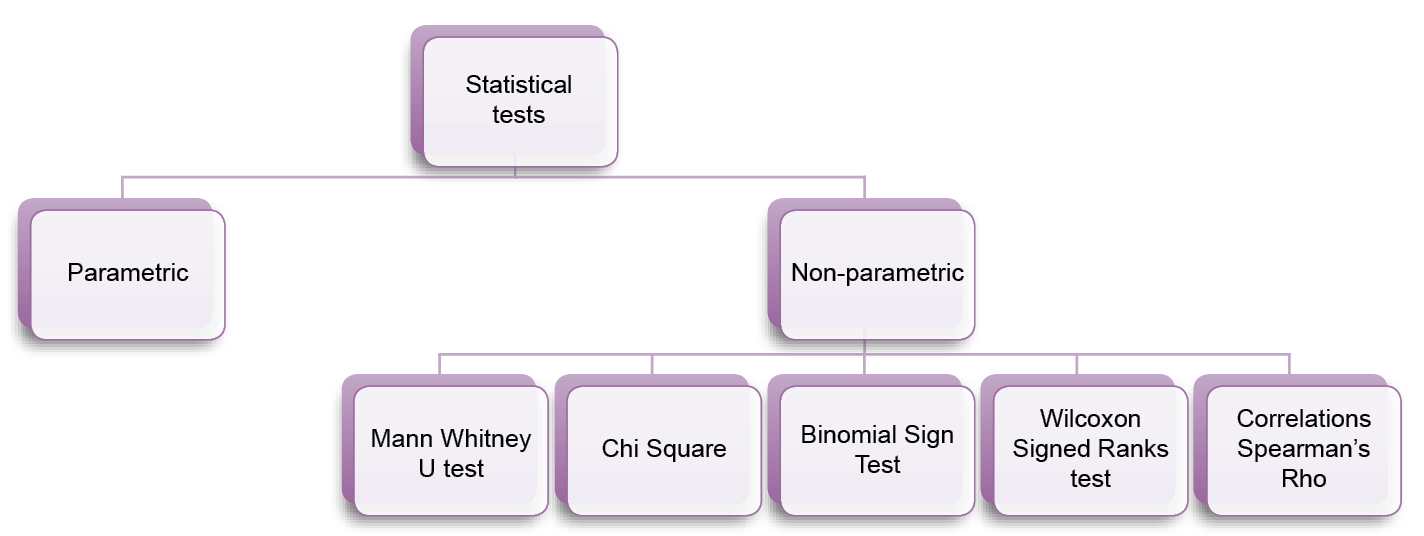 Statistical
tests
Parametric
Non-parametric
Mann Whitney
U test
Chi Square
Binomial Sign
Test
Wilcoxon
Signed Ranks
test
Correlations
Spearman’s
Rho